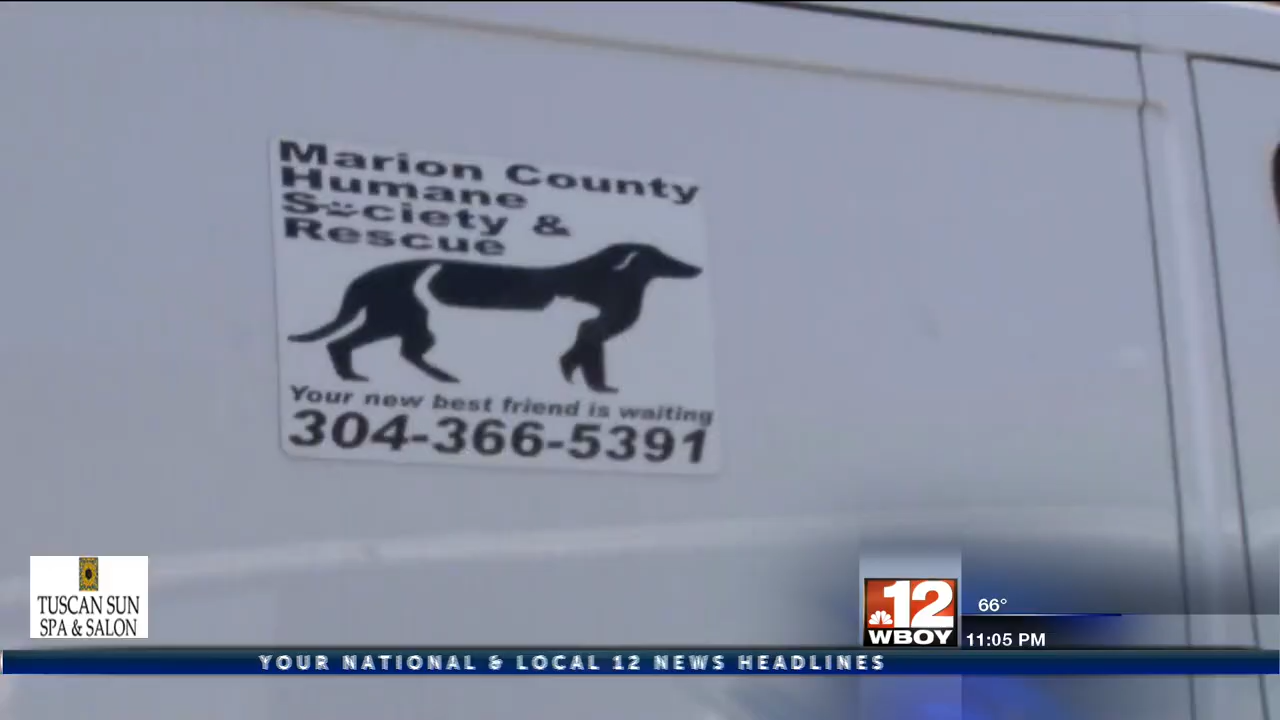 Marion County
Humane
Society &
Rescue
Your new best friend is waiting
304-366-5391
TUSCAN SUN
SPA & SALON
12
WBOY
66°
11:05 PM
YOUR NATIONAL & LOCAL 12 NEWS HEADLINES